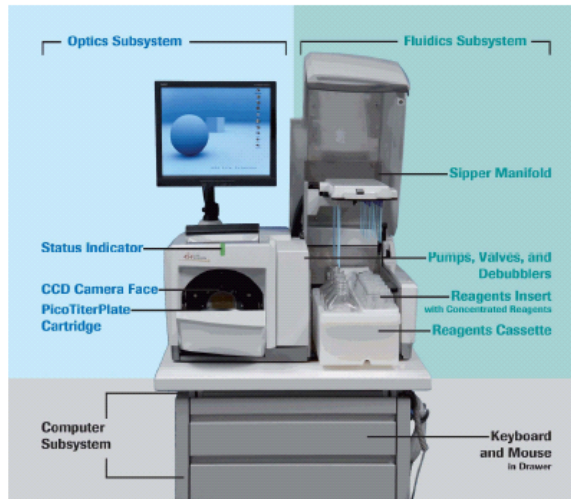 Optics Subsystem
Fluidics Subsystem
Sipper Manifold
Status Indicator
Pumps, Valves, and
Debubblers
CCD Camera Face
Reagents Insert
with Concentrated Reagents
PicoTiterPlate
Cartridge
Reagents Cassette
Computer
Subsystem
Keyboard
and Mouse
in Drawer